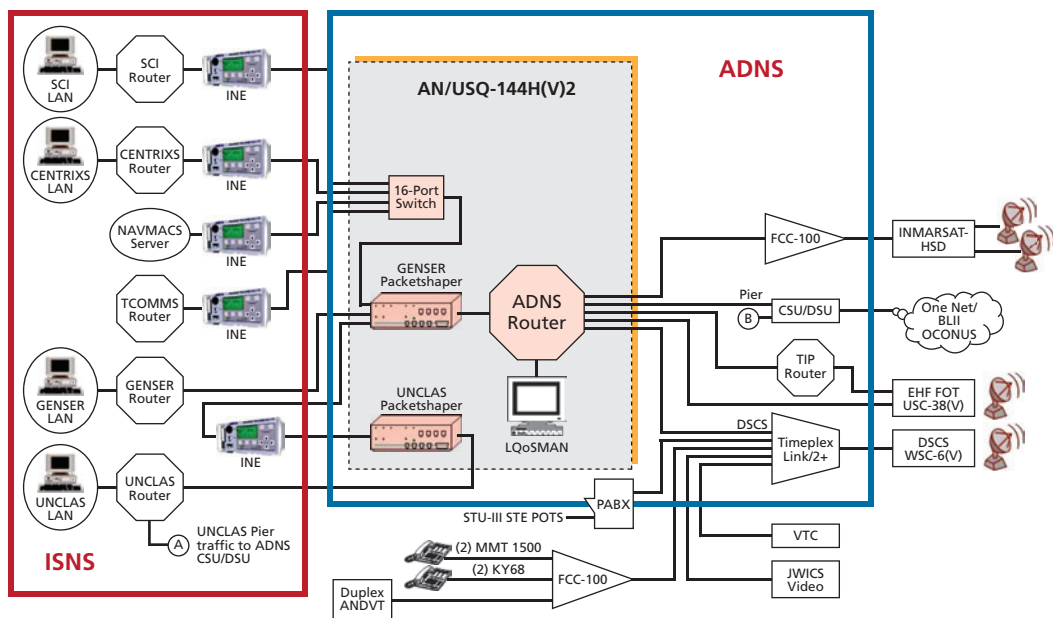 SCI
LAN
SCI
Router
INE
CENTRIXS
LAN
CENTRIXS
Router
INE
NAVMACS
Server
INE
TCOMMS
Router
INE
GENSER
LAN
GENSER
Router
INE
UNCLAS
LAN
UNCLAS
Router
A
UNCLAS Pier
traffic to ADNS
CSU/DSU
ISNS
ADNS
AN/USQ-144H(V)2
16-Port
Switch
GENSER
Packetshaper
ADNS
Router
UNCLAS
Packetshaper
LQoSMAN
FCC-100
INMARSAT-
HSD
Pier
B
CSU/DSU
One Net/
BLII
OCONUS
TIP
Router
EHF FOT
USC-38(V)
DSCS
Timeplex
Link/2+
DSCS
WSC-6(V)
PABX
STU-III STE POTS
VTC
(2) MMT 1500
(2) KY68
FCC-100
JWICS
Video
Duplex
ANDVT